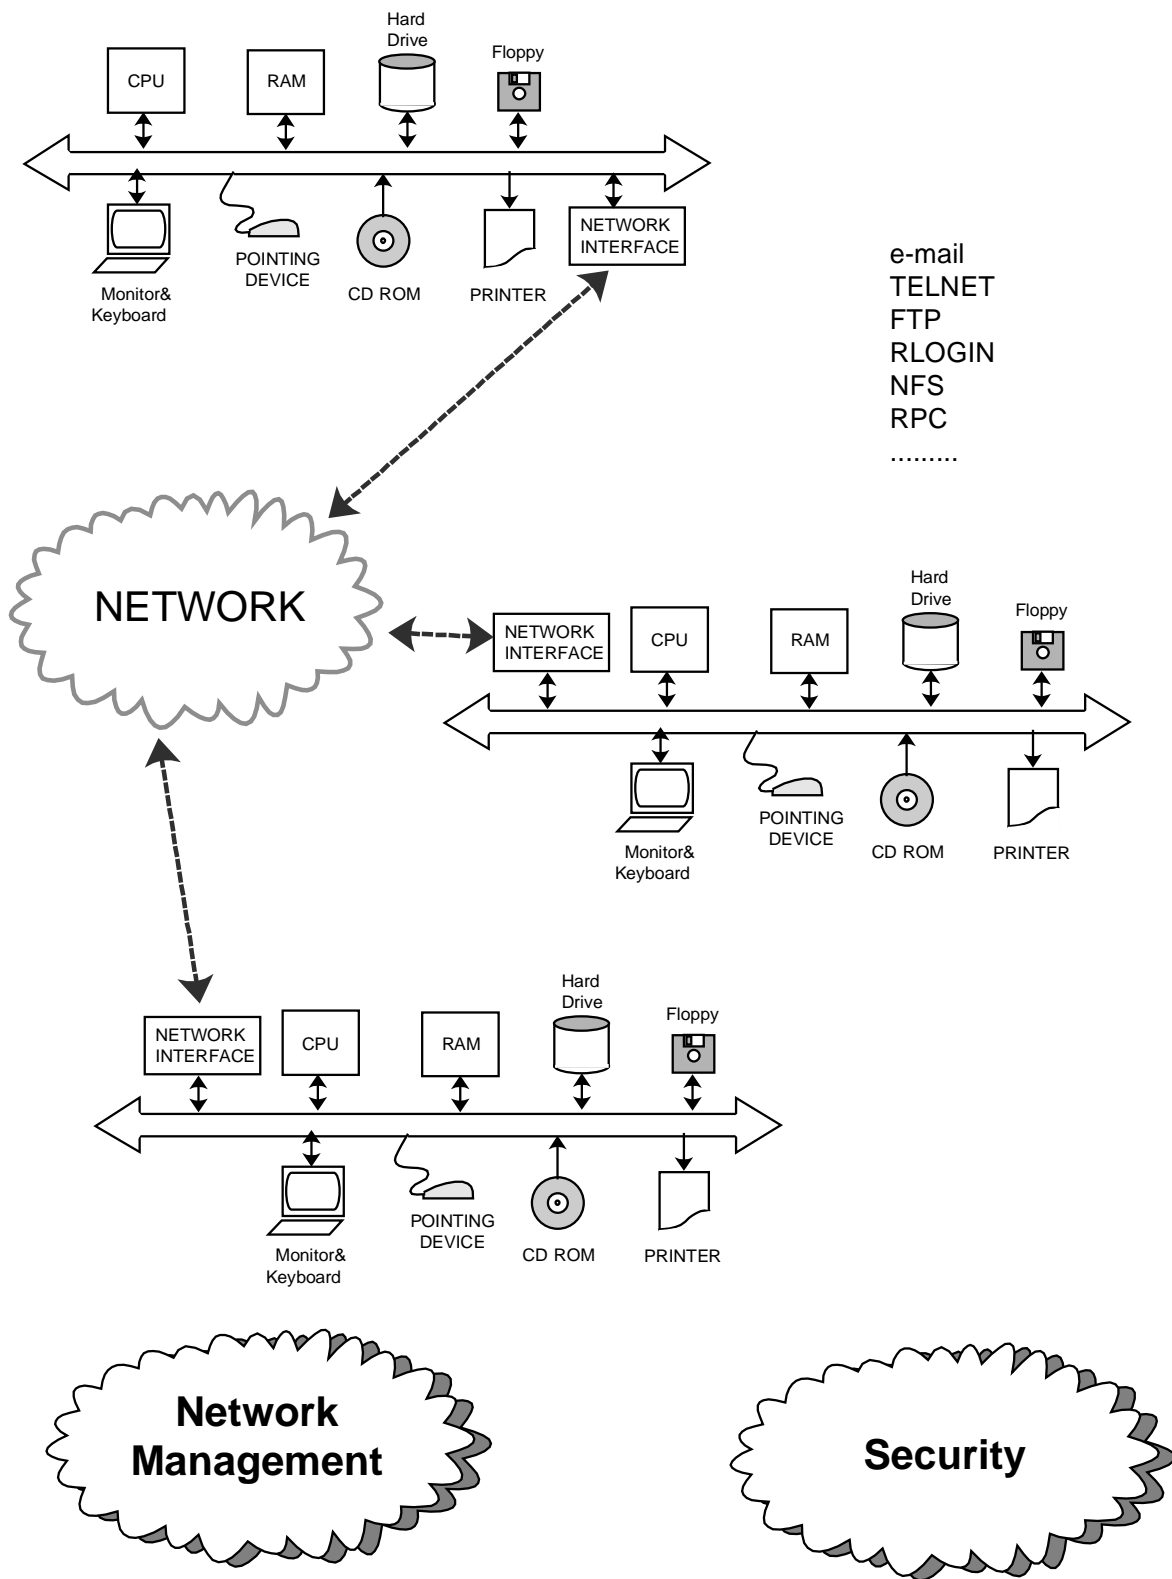 Hard
Drive
Floppy
CPU
RAM
NETWORK
INTERFACE
POINTING
DEVICE
CD ROM
PRINTER
Monitor&
Keyboard
e-mail
TELNET
FTP
RLOGIN
NFS
RPC
.........
NETWORK
Hard
Drive
Floppy
NETWORK
INTERFACE
CPU
RAM
POINTING
DEVICE
CD ROM
PRINTER
Monitor&
Keyboard
Hard
Drive
Floppy
NETWORK
INTERFACE
CPU
RAM
POINTING
DEVICE
CD ROM
PRINTER
Monitor&
Keyboard
Network
Management
Security